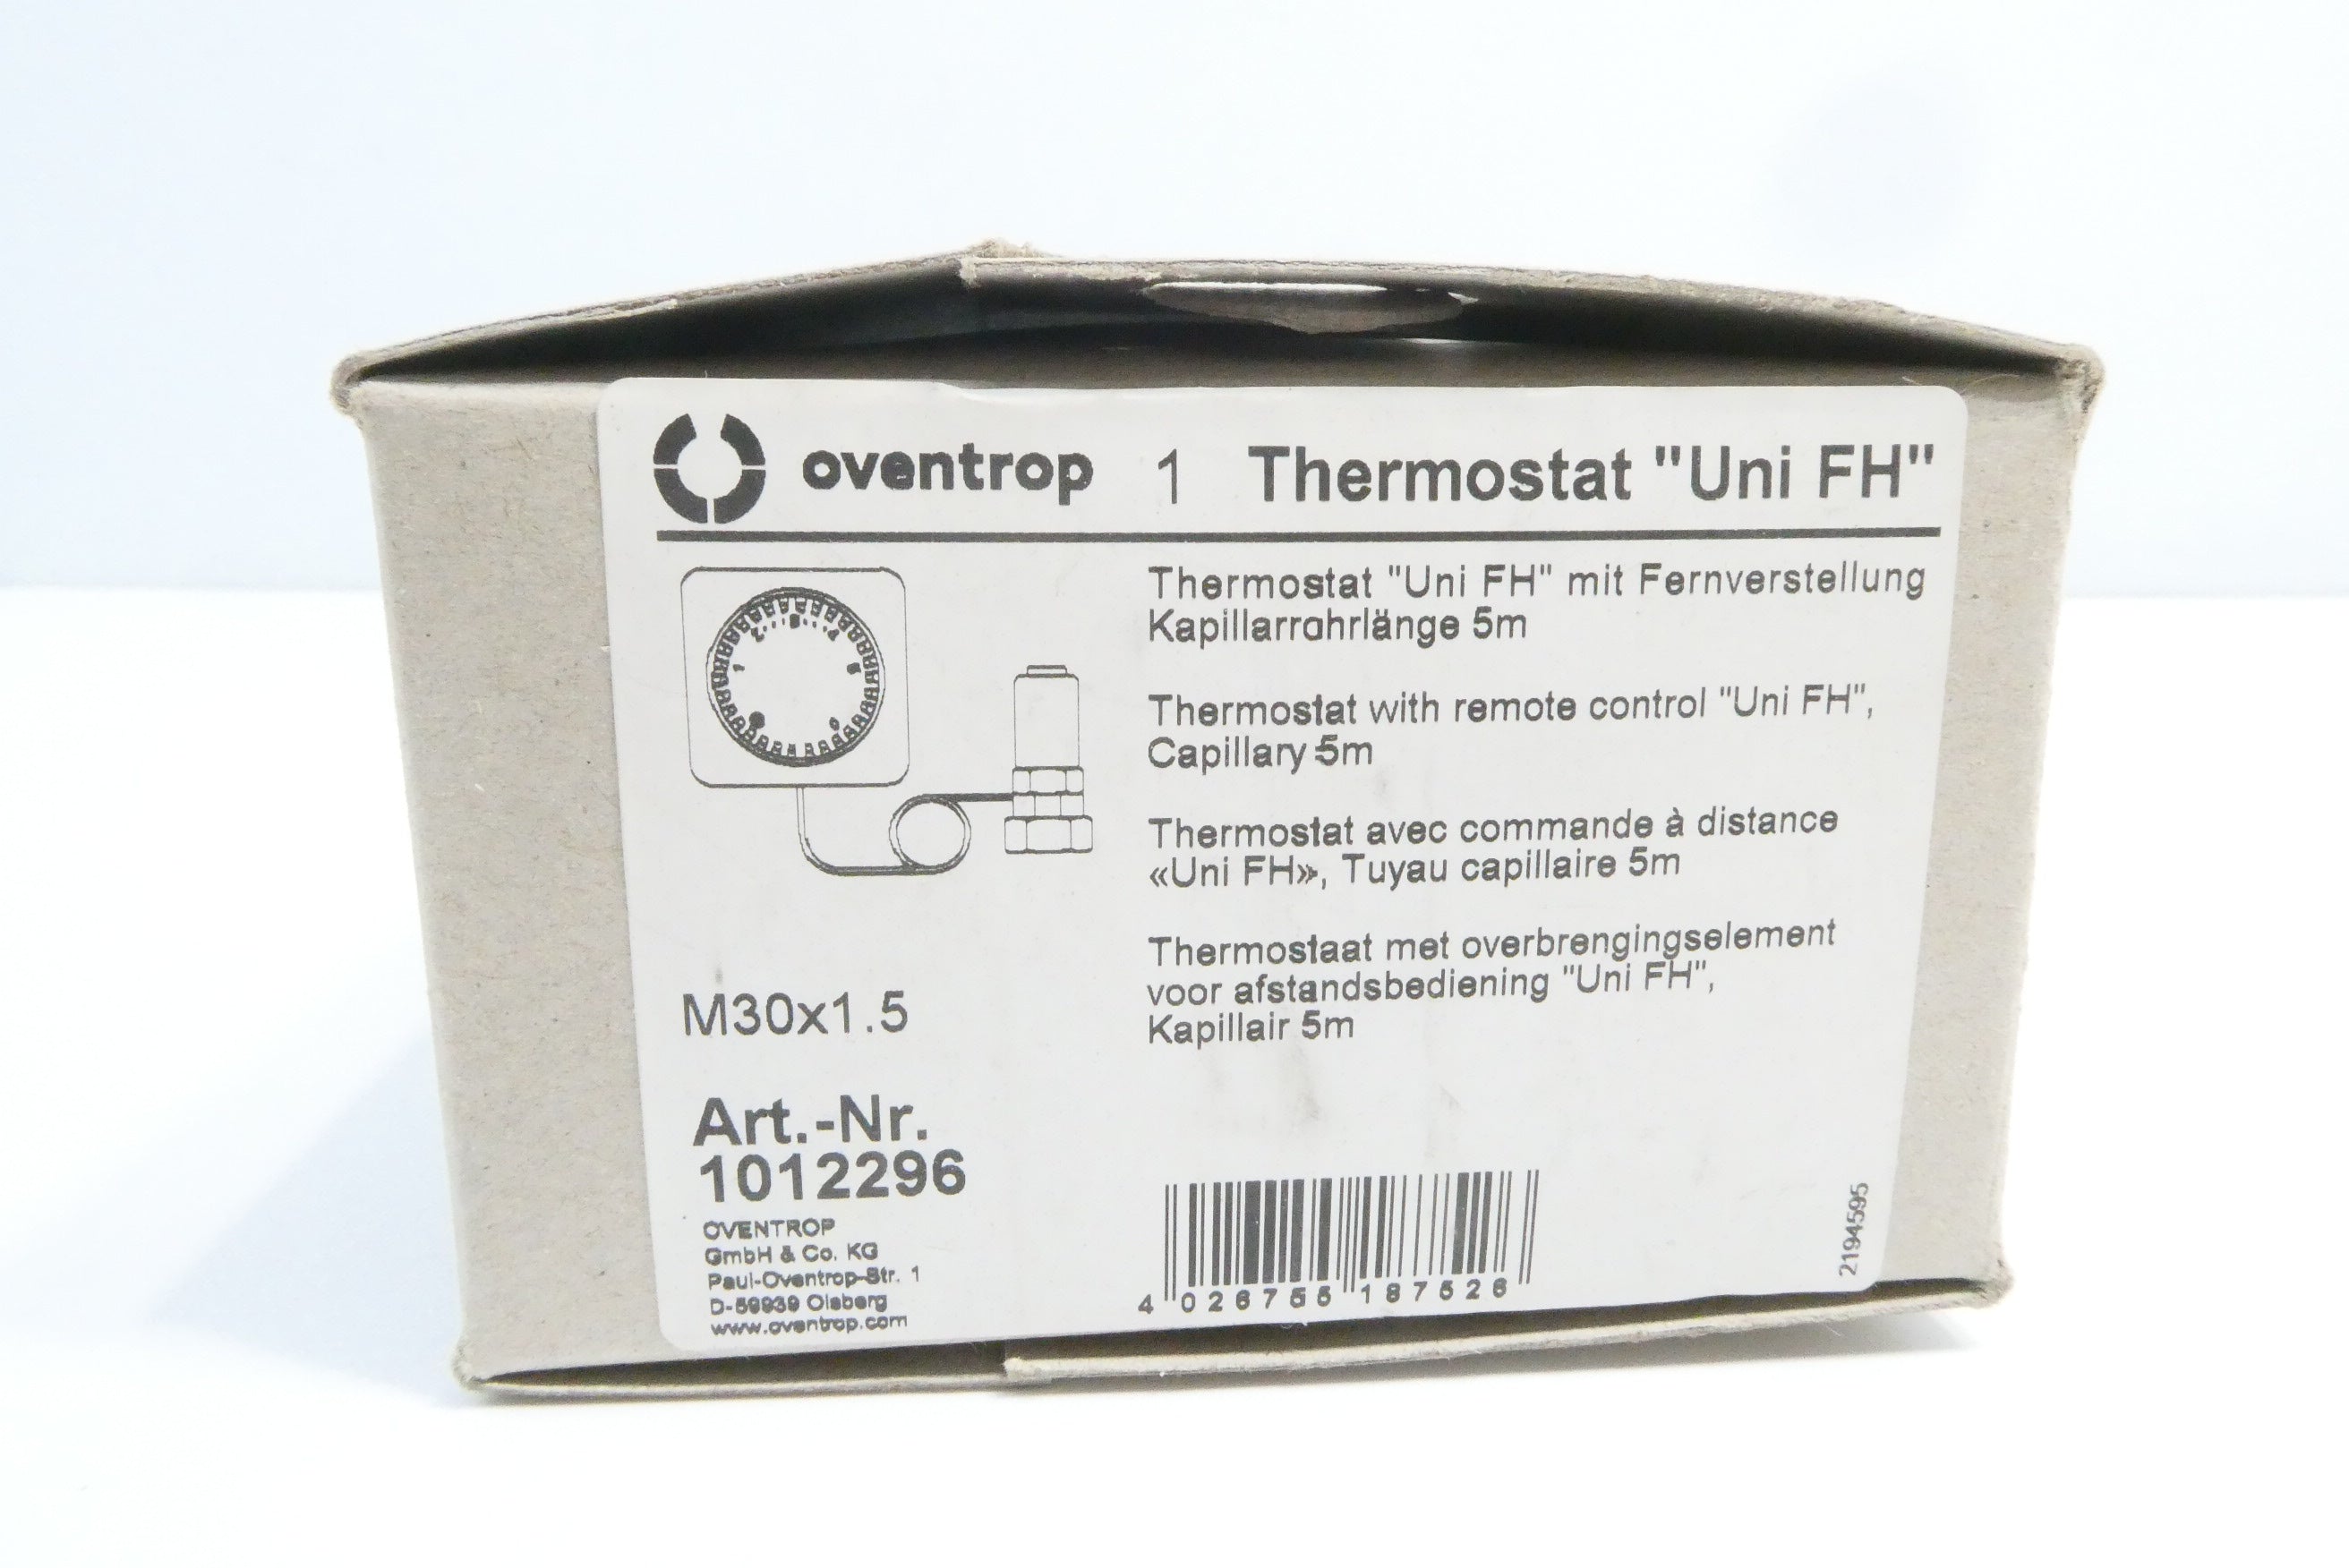 oventrop 1 Thermostat "Uni FH"
Thermostat "Uni FH" mit Fernverstellung
Kapillarrohrlänge 5m
Thermostat with remote control "Uni FH",
Capillary 5m
Thermostat avec commande à distance
«Uni FH», Tuyau capillaire 5m
Thermostaat met overbrengingselement
voor afstandsbediening "Uni FH",
Kapillair 5m
M30x1.5
Art.-Nr.
1012296
OVENTROP
GmbH & Co. KG
Paul-Oventrop-Str. 1
D-59939 Olsberg
www.oventrop.com
4 026755 187526
2194595